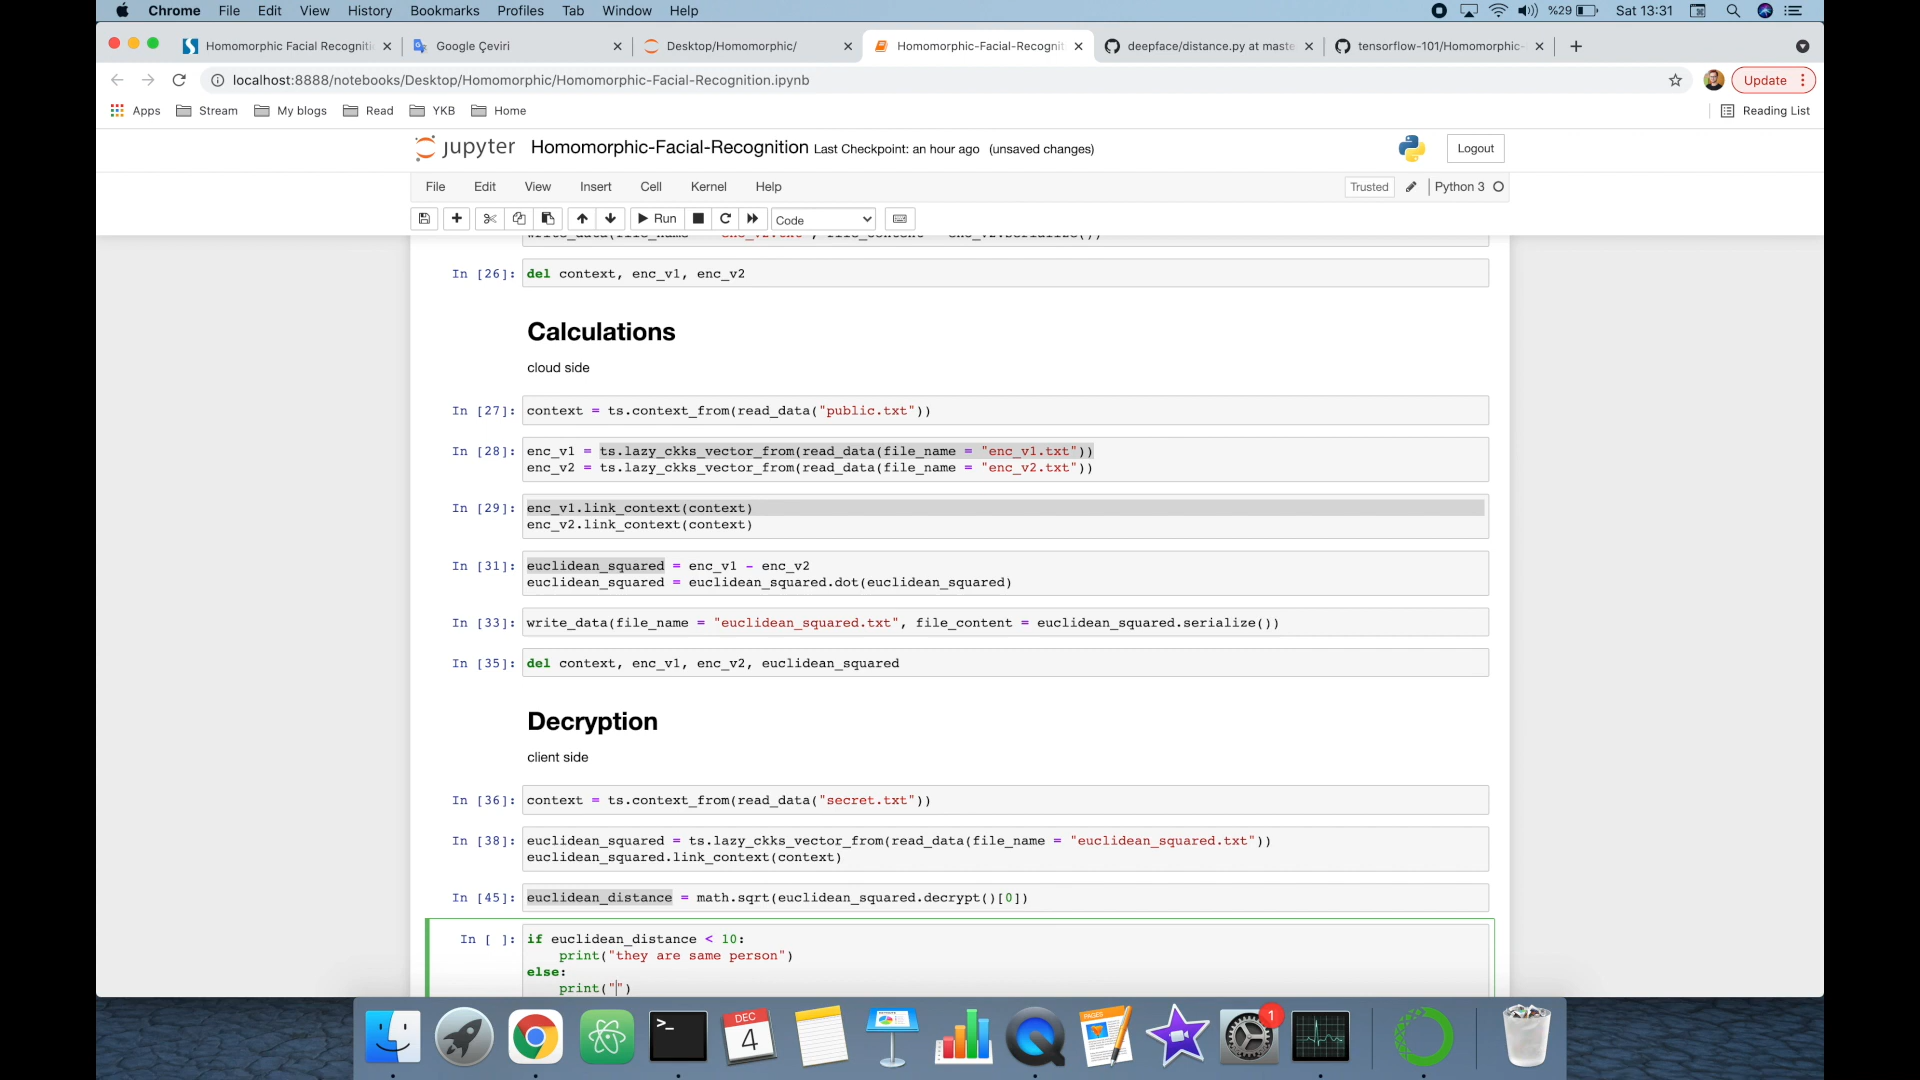 Chrome File Edit View History Bookmarks Profiles Tab Window Help %29 Sat 13:31
Homomorphic Facial Recogniti Google Çeviri Desktop/Homomorphic/ Homomorphic-Facial-Recognit deepface/distance.py at maste tensorflow-101/Homomorphic-
localhost:8888/notebooks/Desktop/Homomorphic/Homomorphic-Facial-Recognition.ipynb Update
Apps Stream My blogs Read YKB Home Reading List
jupyter Homomorphic-Facial-Recognition Last Checkpoint: an hour ago (unsaved changes) Logout
File Edit View Insert Cell Kernel Help Trusted Python 3
Run Code
In [26]: del context, enc_v1, enc_v2
Calculations
cloud side
In [27]: context = ts.context_from(read_data("public.txt"))
In [28]: enc_v1 = ts.lazy_ckks_vector_from(read_data(file_name = "enc_v1.txt"))
enc_v2 = ts.lazy_ckks_vector_from(read_data(file_name = "enc_v2.txt"))
In [29]: enc_v1.link_context(context)
enc_v2.link_context(context)
In [31]: euclidean_squared = enc_v1 - enc_v2
euclidean_squared = euclidean_squared.dot(euclidean_squared)
In [33]: write_data(file_name = "euclidean_squared.txt", file_content = euclidean_squared.serialize())
In [35]: del context, enc_v1, enc_v2, euclidean_squared
Decryption
client side
In [36]: context = ts.context_from(read_data("secret.txt"))
In [38]: euclidean_squared = ts.lazy_ckks_vector_from(read_data(file_name = "euclidean_squared.txt"))
euclidean_squared.link_context(context)
In [45]: euclidean_distance = math.sqrt(euclidean_squared.decrypt()[0])
In [ ]: if euclidean_distance < 10:
print("they are same person")
else:
print("")
DEC
4
PAGES
1